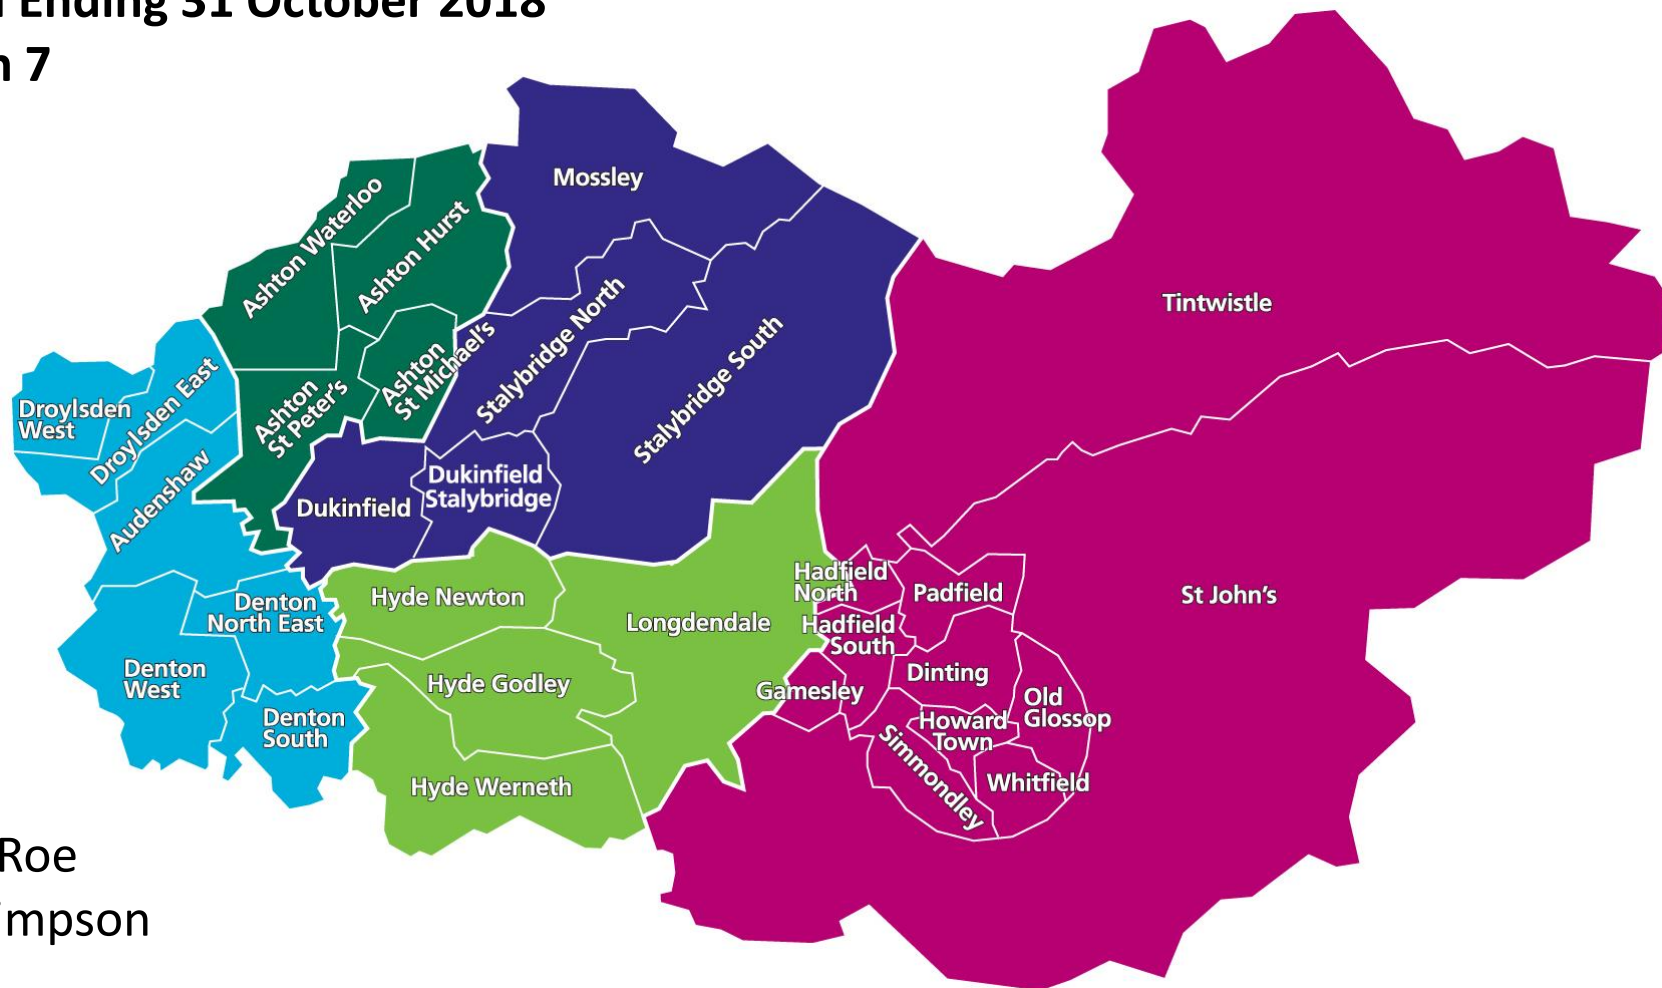 Ending 31 October 2018
7
Mossley
Ashton Waterloo
Ashton Hurst
Tintwistle
Stalybridge North
Ashton
St Michael's
Stalybridge South
Ashton
St Peter's
Droylsden
West
Droylsden East
Audenshaw
Dukinfield
Dukinfield
Stalybridge
Hadfield
North
Padfield
St John's
Hyde Newton
Denton
North East
Longdendale
Hadfield
South
Denton
West
Hyde Godley
Gamesley
Dinting
Old
Glossop
Denton
South
Howard
Town
Simmondley
Whitfield
Hyde Werneth
Roe
impson